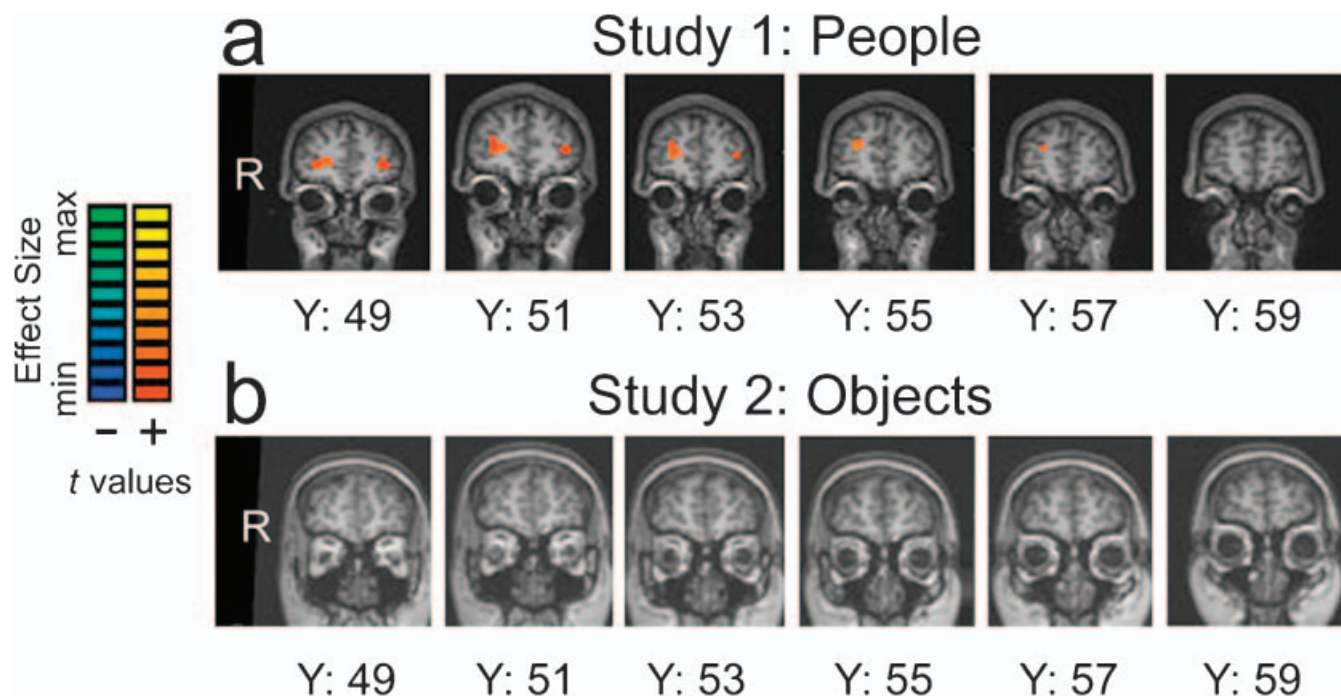 a
Study 1: People
R
Y: 49 Y: 51 Y: 53 Y: 55 Y: 57 Y: 59
Effect Size
max
min
- +
t values
b
Study 2: Objects
R
Y: 49 Y: 51 Y: 53 Y: 55 Y: 57 Y: 59